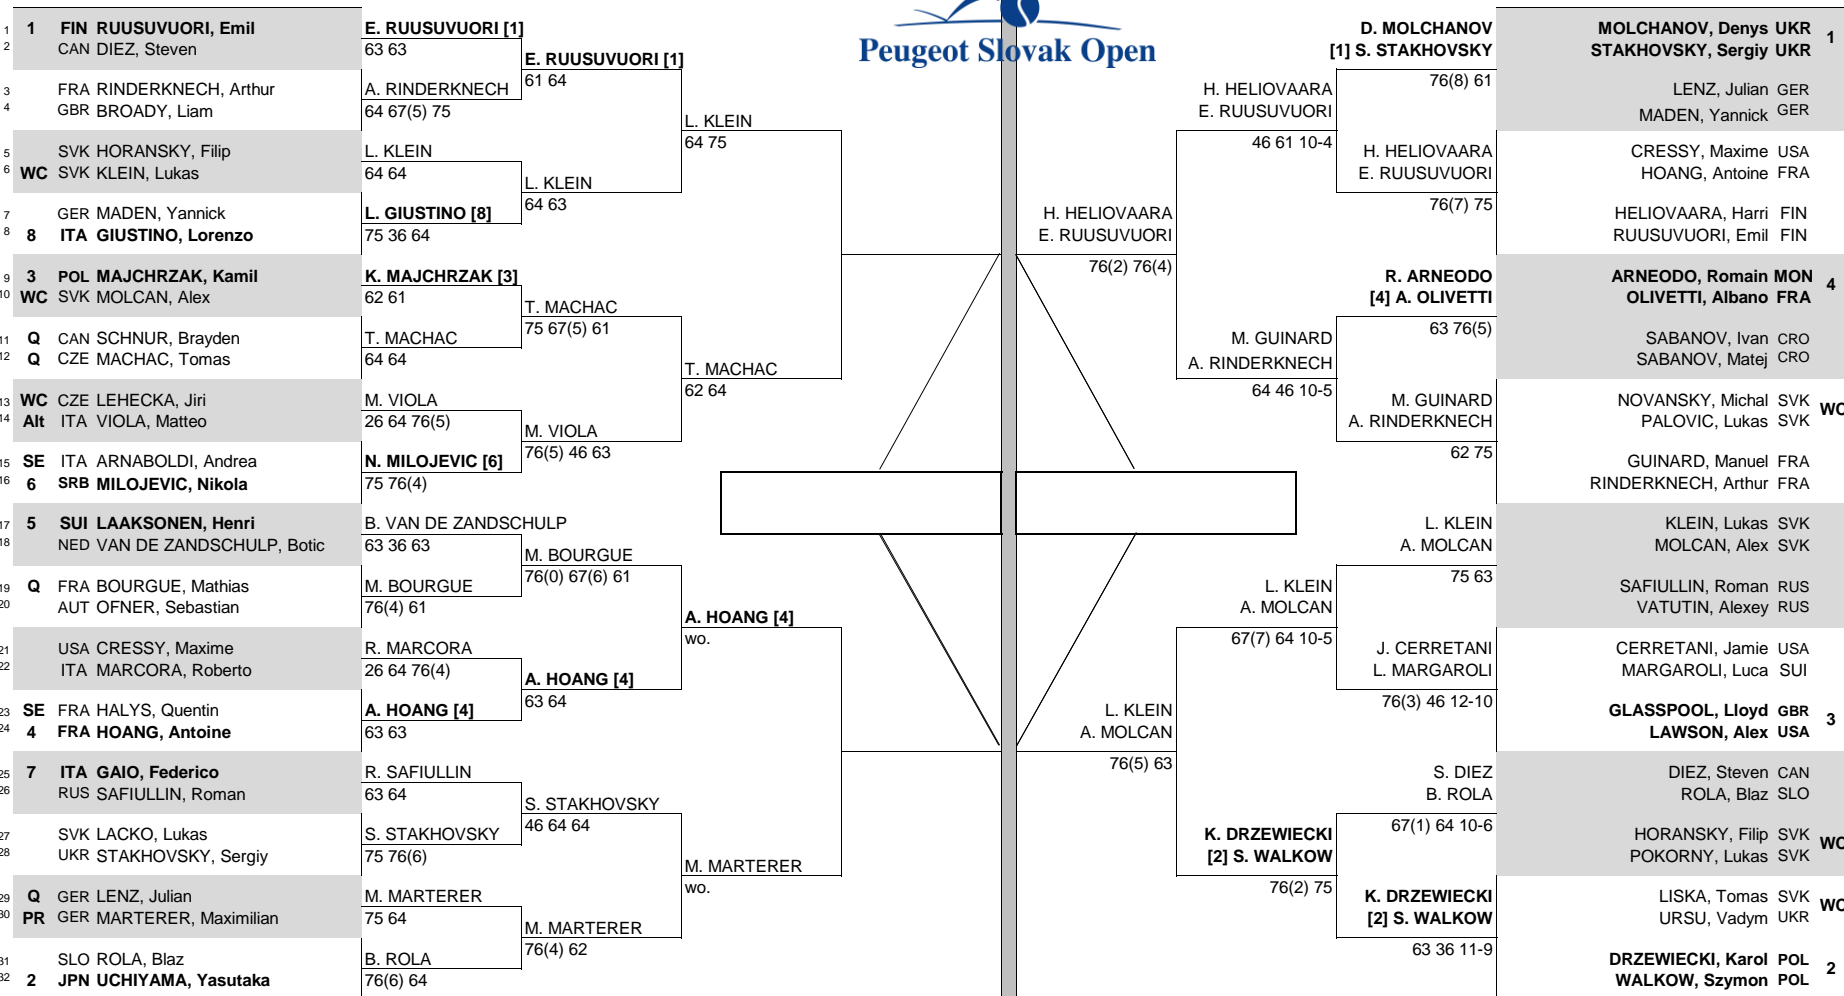 Peugeot Slovak Open
1 1 FIN RUUSUVUORI, Emil
2 CAN DIEZ, Steven
3 FRA RINDERKNECH, Arthur
4 GBR BROADY, Liam
5 SVK HORANSKY, Filip
6 WC SVK KLEIN, Lukas
7 GER MADEN, Yannick
8 8 ITA GIUSTINO, Lorenzo
9 3 POL MAJCHRZAK, Kamil
10 WC SVK MOLCAN, Alex
11 Q CAN SCHNUR, Brayden
12 Q CZE MACHAC, Tomas
13 WC CZE LEHECKA, Jiri
14 Alt ITA VIOLA, Matteo
15 SE ITA ARNABOLDI, Andrea
16 6 SRB MILOJEVIC, Nikola
17 5 SUI LAAKSONEN, Henri
18 NED VAN DE ZANDSCHULP, Botic
19 Q FRA BOURGUE, Mathias
20 AUT OFNER, Sebastian
21 USA CRESSY, Maxime
22 ITA MARCORA, Roberto
23 SE FRA HALYS, Quentin
24 4 FRA HOANG, Antoine
25 7 ITA GAIO, Federico
26 RUS SAFIULLIN, Roman
27 SVK LACKO, Lukas
28 UKR STAKHOVSKY, Sergiy
29 Q GER LENZ, Julian
30 PR GER MARTERER, Maximilian
31 SLO ROLA, Blaz
32 2 JPN UCHIYAMA, Yasutaka
E. RUUSUVUORI [1]
63 63
A. RINDERKNECH
64 67(5) 75
L. KLEIN
64 64
L. GIUSTINO [8]
75 36 64
K. MAJCHRZAK [3]
62 61
T. MACHAC
64 64
M. VIOLA
26 64 76(5)
N. MILOJEVIC [6]
75 76(4)
B. VAN DE ZANDSCHULP
63 36 63
M. BOURGUE
76(4) 61
R. MARCORA
26 64 76(4)
A. HOANG [4]
63 63
R. SAFIULLIN
63 64
S. STAKHOVSKY
75 76(6)
M. MARTERER
75 64
B. ROLA
76(6) 64
E. RUUSUVUORI [1]
61 64
L. KLEIN
64 63
T. MACHAC
75 67(5) 61
M. VIOLA
76(5) 46 63
M. BOURGUE
76(0) 67(6) 61
A. HOANG [4]
63 64
S. STAKHOVSKY
46 64 64
M. MARTERER
76(4) 62
L. KLEIN
64 75
T. MACHAC
62 64
A. HOANG [4]
wo.
M. MARTERER
wo.
H. HELIOVAARA
E. RUUSUVUORI
76(2) 76(4)
L. KLEIN
A. MOLCAN
76(5) 63
H. HELIOVAARA
E. RUUSUVUORI
46 61 10-4
M. GUINARD
A. RINDERKNECH
64 46 10-5
L. KLEIN
A. MOLCAN
67(7) 64 10-5
K. DRZEWIECKI
[2] S. WALKOW
76(2) 75
D. MOLCHANOV
[1] S. STAKHOVSKY
76(8) 61
H. HELIOVAARA
E. RUUSUVUORI
76(7) 75
R. ARNEODO
[4] A. OLIVETTI
63 76(5)
M. GUINARD
A. RINDERKNECH
62 75
L. KLEIN
A. MOLCAN
75 63
J. CERRETANI
L. MARGAROLI
76(3) 46 12-10
S. DIEZ
B. ROLA
67(1) 64 10-6
K. DRZEWIECKI
[2] S. WALKOW
63 36 11-9
MOLCHANOV, Denys UKR 1
STAKHOVSKY, Sergiy UKR
LENZ, Julian GER
MADEN, Yannick GER
CRESSY, Maxime USA
HOANG, Antoine FRA
HELIOVAARA, Harri FIN
RUUSUVUORI, Emil FIN
ARNEODO, Romain MON 4
OLIVETTI, Albano FRA
SABANOV, Ivan CRO
SABANOV, Matej CRO
NOVANSKY, Michal SVK WC
PALOVIC, Lukas SVK
GUINARD, Manuel FRA
RINDERKNECH, Arthur FRA
KLEIN, Lukas SVK
MOLCAN, Alex SVK
SAFIULLIN, Roman RUS
VATUTIN, Alexey RUS
CERRETANI, Jamie USA
MARGAROLI, Luca SUI
GLASSPOOL, Lloyd GBR 3
LAWSON, Alex USA
DIEZ, Steven CAN
ROLA, Blaz SLO
HORANSKY, Filip SVK WC
POKORNY, Lukas SVK
LISKA, Tomas SVK WC
URSU, Vadym UKR
DRZEWIECKI, Karol POL 2
WALKOW, Szymon POL